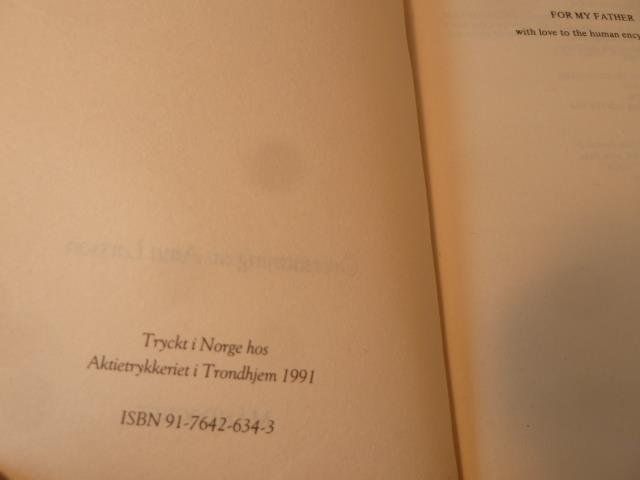 Tryckt i Norge hos
Aktietrykkeriet i Trondhjem 1991
ISBN 91-7642-634-3
FOR MY FATHER
with love to the human ency